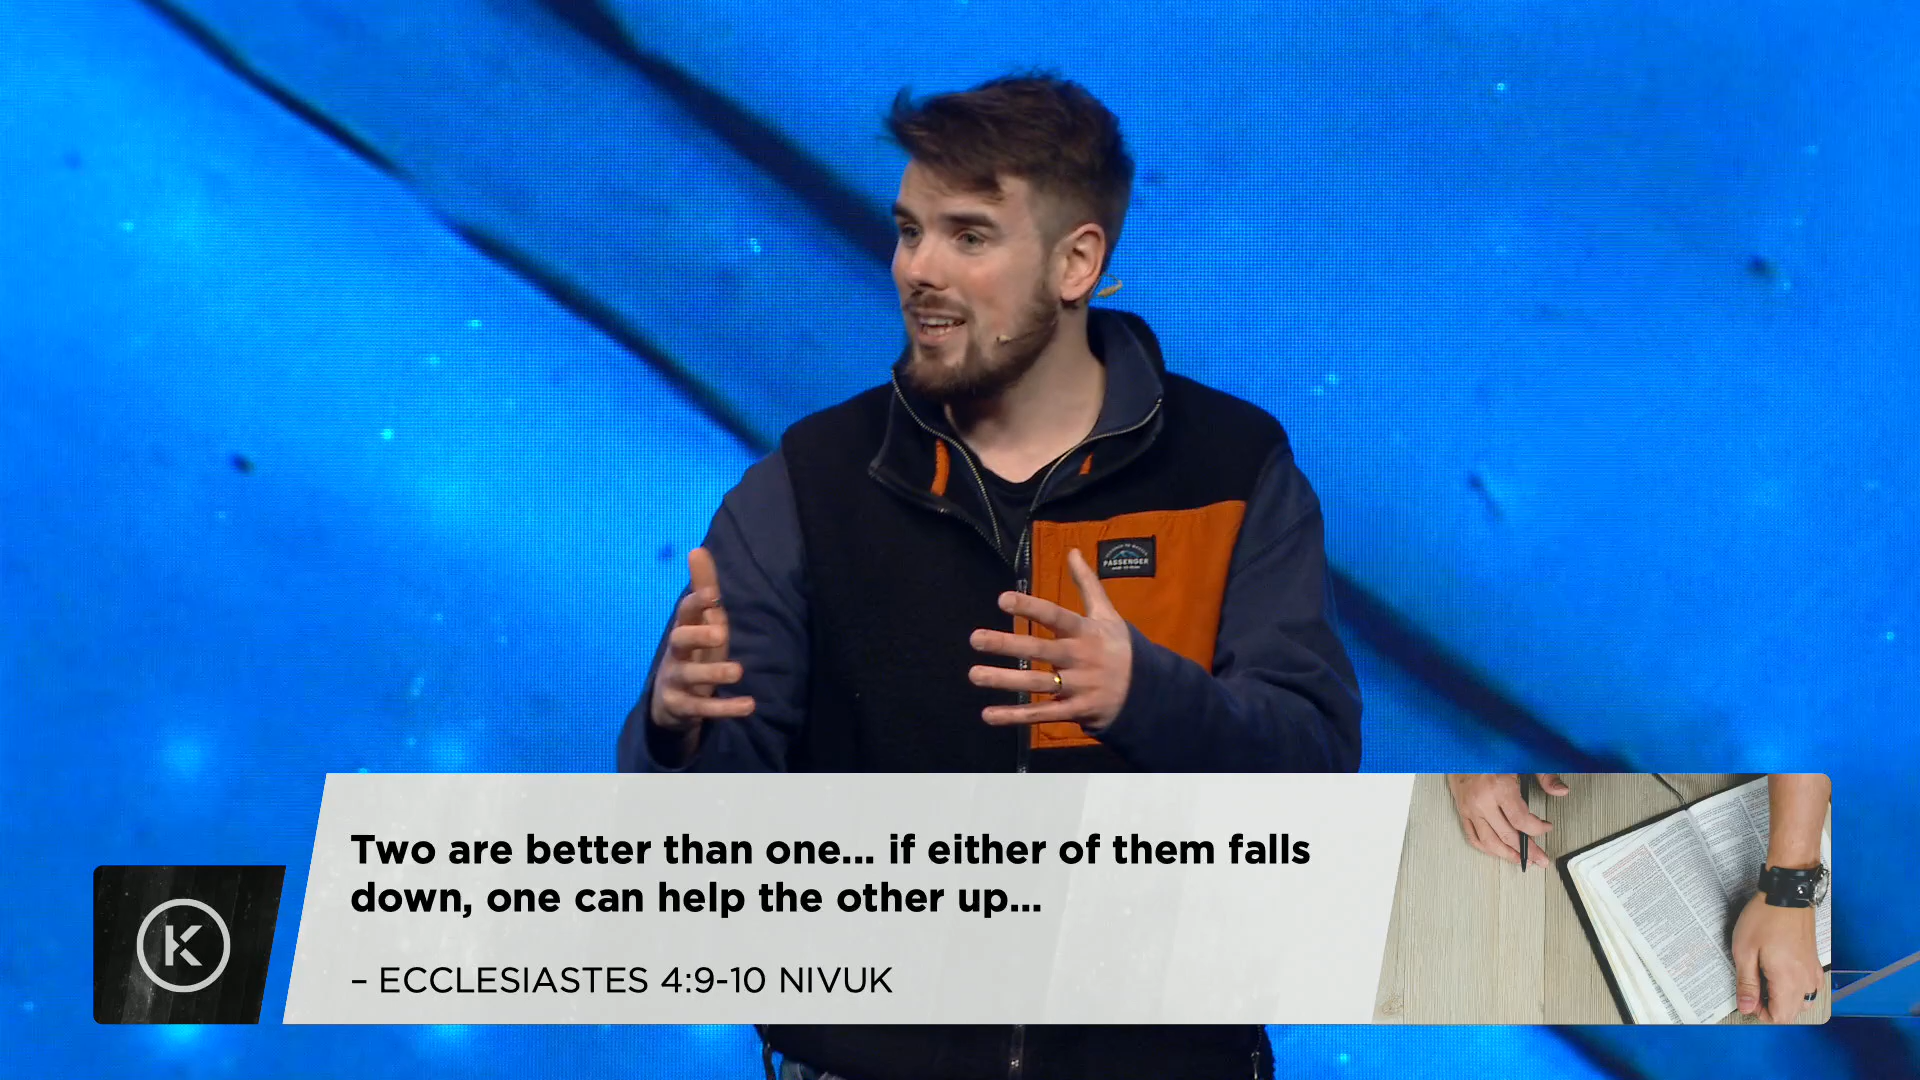 PASSENGER
Two are better than one... if either of them falls
down, one can help the other up...
– ECCLESIASTES 4:9-10 NIVUK
K